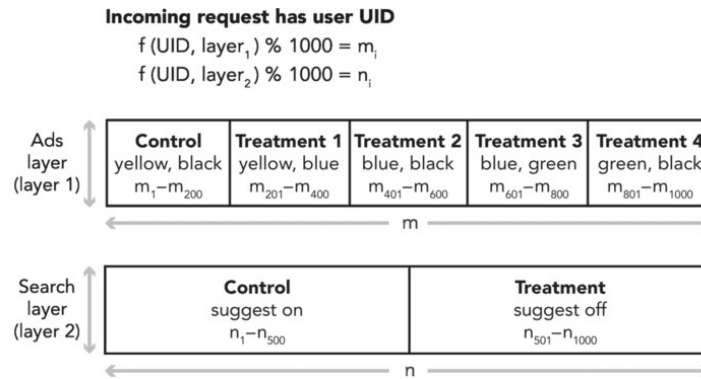 Incoming request has user UID
f (UID, layer₁) % 1000 = mᵢ
f (UID, layer₂) % 1000 = nᵢ
Ads
layer
(layer 1)
Control
yellow, black
m₁–m₂₀₀
Treatment 1
yellow, blue
m₂₀₁–m₄₀₀
Treatment 2
blue, black
m₄₀₁–m₆₀₀
Treatment 3
blue, green
m₆₀₁–m₈₀₀
Treatment 4
green, black
m₈₀₁–m₁₀₀₀
m
Search
layer
(layer 2)
Control
suggest on
n₁–n₅₀₀
Treatment
suggest off
n₅₀₁–n₁₀₀₀
n